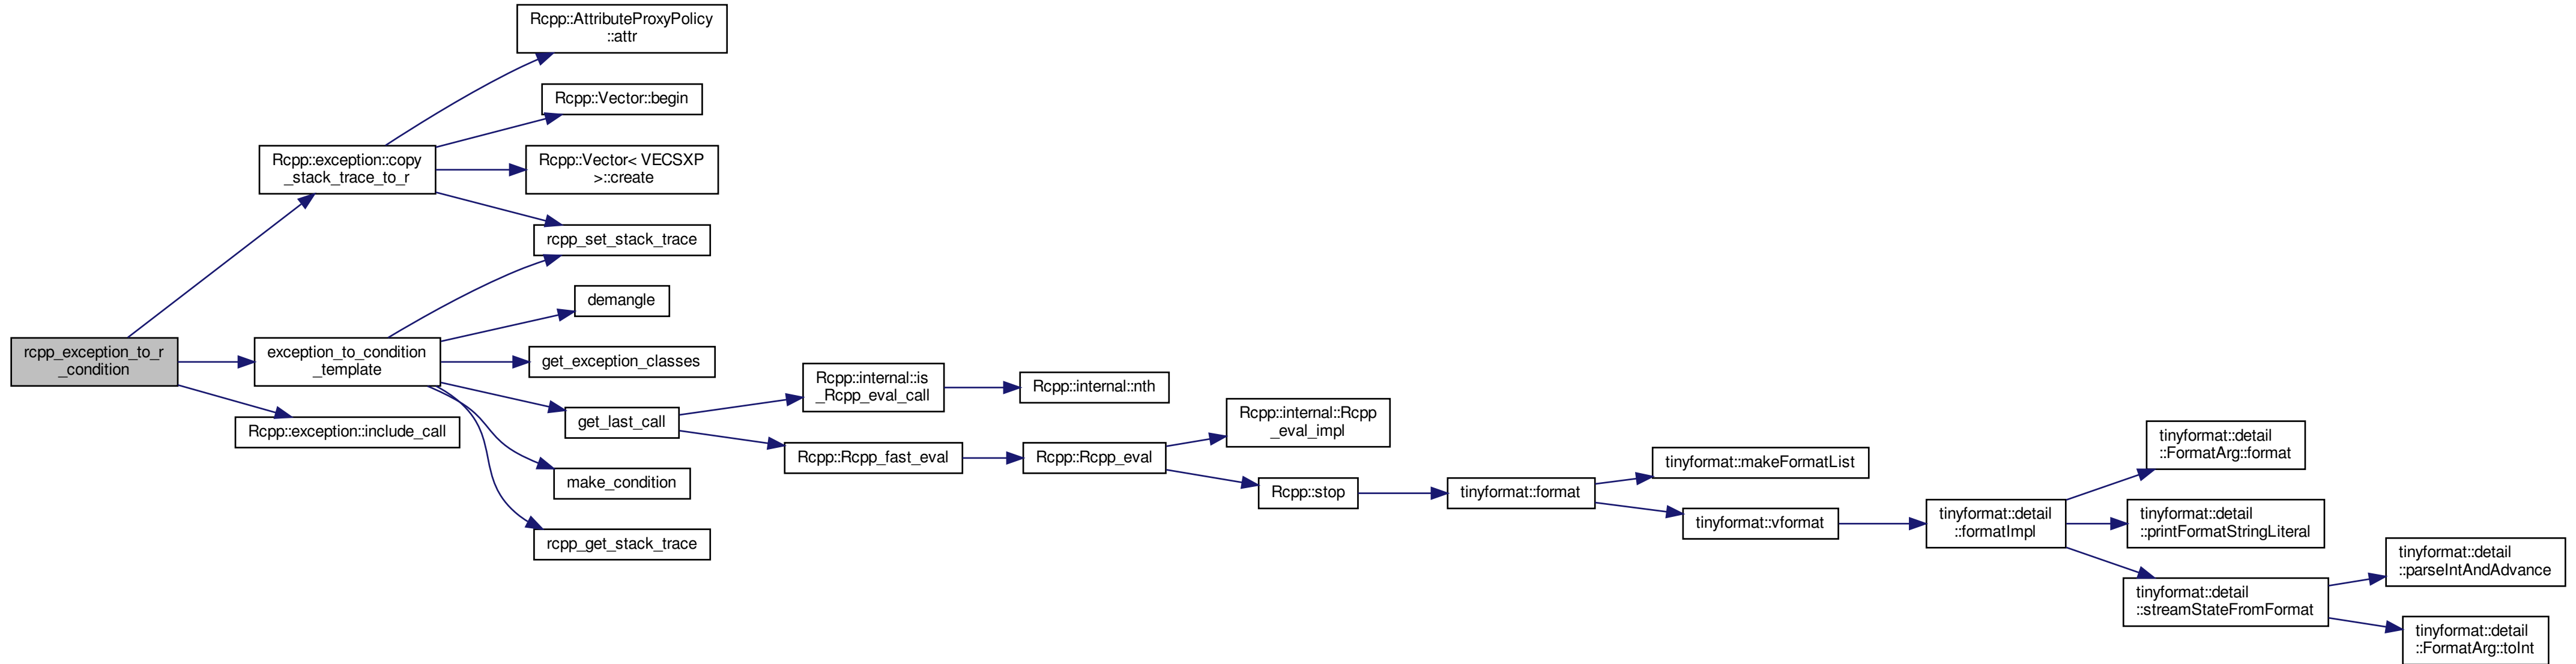 rcpp_exception_to_r
_condition
Rcpp::exception::copy
_stack_trace_to_r
exception_to_condition
_template
Rcpp::exception::include_call
Rcpp::AttributeProxyPolicy
::attr
Rcpp::Vector::begin
Rcpp::Vector< VECSXP
>::create
rcpp_set_stack_trace
demangle
get_exception_classes
get_last_call
make_condition
rcpp_get_stack_trace
Rcpp::internal::is
_Rcpp_eval_call
Rcpp::Rcpp_fast_eval
Rcpp::internal::nth
Rcpp::Rcpp_eval
Rcpp::internal::Rcpp
_eval_impl
Rcpp::stop
tinyformat::format
tinyformat::makeFormatList
tinyformat::vformat
tinyformat::detail
::formatImpl
tinyformat::detail
::FormatArg::format
tinyformat::detail
::printFormatStringLiteral
tinyformat::detail
::streamStateFromFormat
tinyformat::detail
::parseIntAndAdvance
tinyformat::detail
::FormatArg::toInt